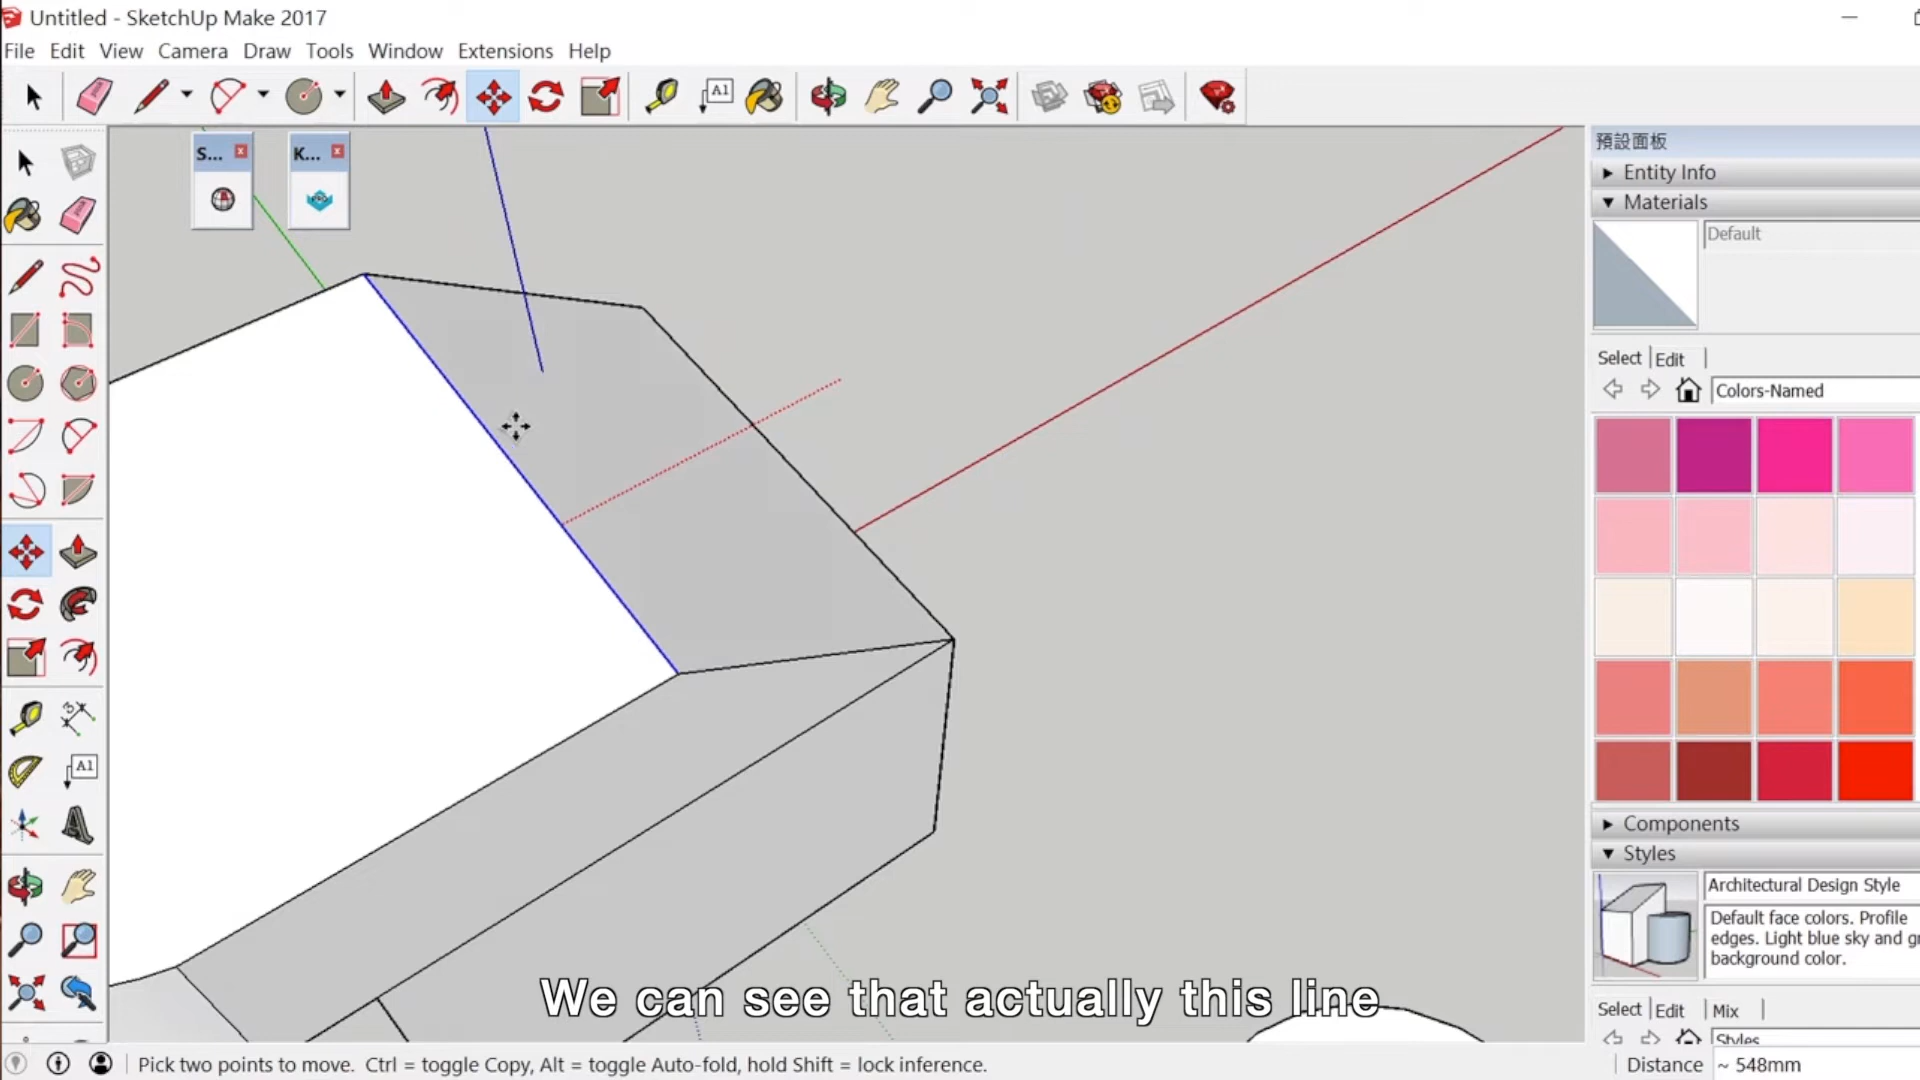 Untitled - SketchUp Make 2017
File Edit View Camera Draw Tools Window Extensions Help
A1
S... K...
預設面板
Entity Info
Materials
Default
Select Edit
Colors-Named
A1
Components
Styles
Architectural Design Style
Default face colors. Profile
edges. Light blue sky and
background color.
Select Edit Mix
Styles
We can see that actually this line
Pick two points to move. Ctrl = toggle Copy, Alt = toggle Auto-fold, hold Shift = lock inference.
Distance ~ 548mm